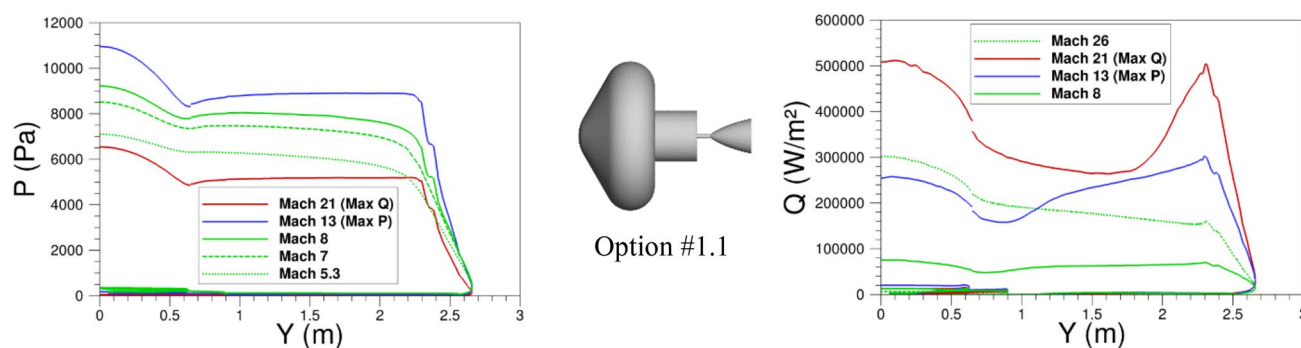 12000
10000
8000
6000
4000
2000
0
P (Pa)
Mach 21 (Max Q)
Mach 13 (Max P)
Mach 8
Mach 7
Mach 5.3
0 0.5 1 1.5 2 2.5 3
Y (m)
Option #1.1
600000
500000
400000
300000
200000
100000
0
Q (W/m²)
Mach 26
Mach 21 (Max Q)
Mach 13 (Max P)
Mach 8
0 0.5 1 1.5 2 2.5 3
Y (m)